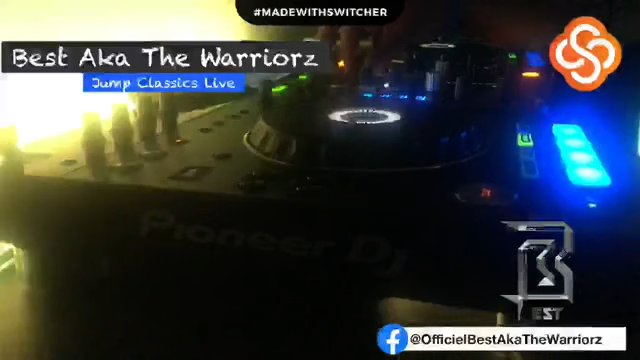 #MADEWITHSWITCHER
Best Aka The Warriorz
Jump Classics Live
Pioneer Dj
B
EST
@OfficielBestAkaTheWarriorz